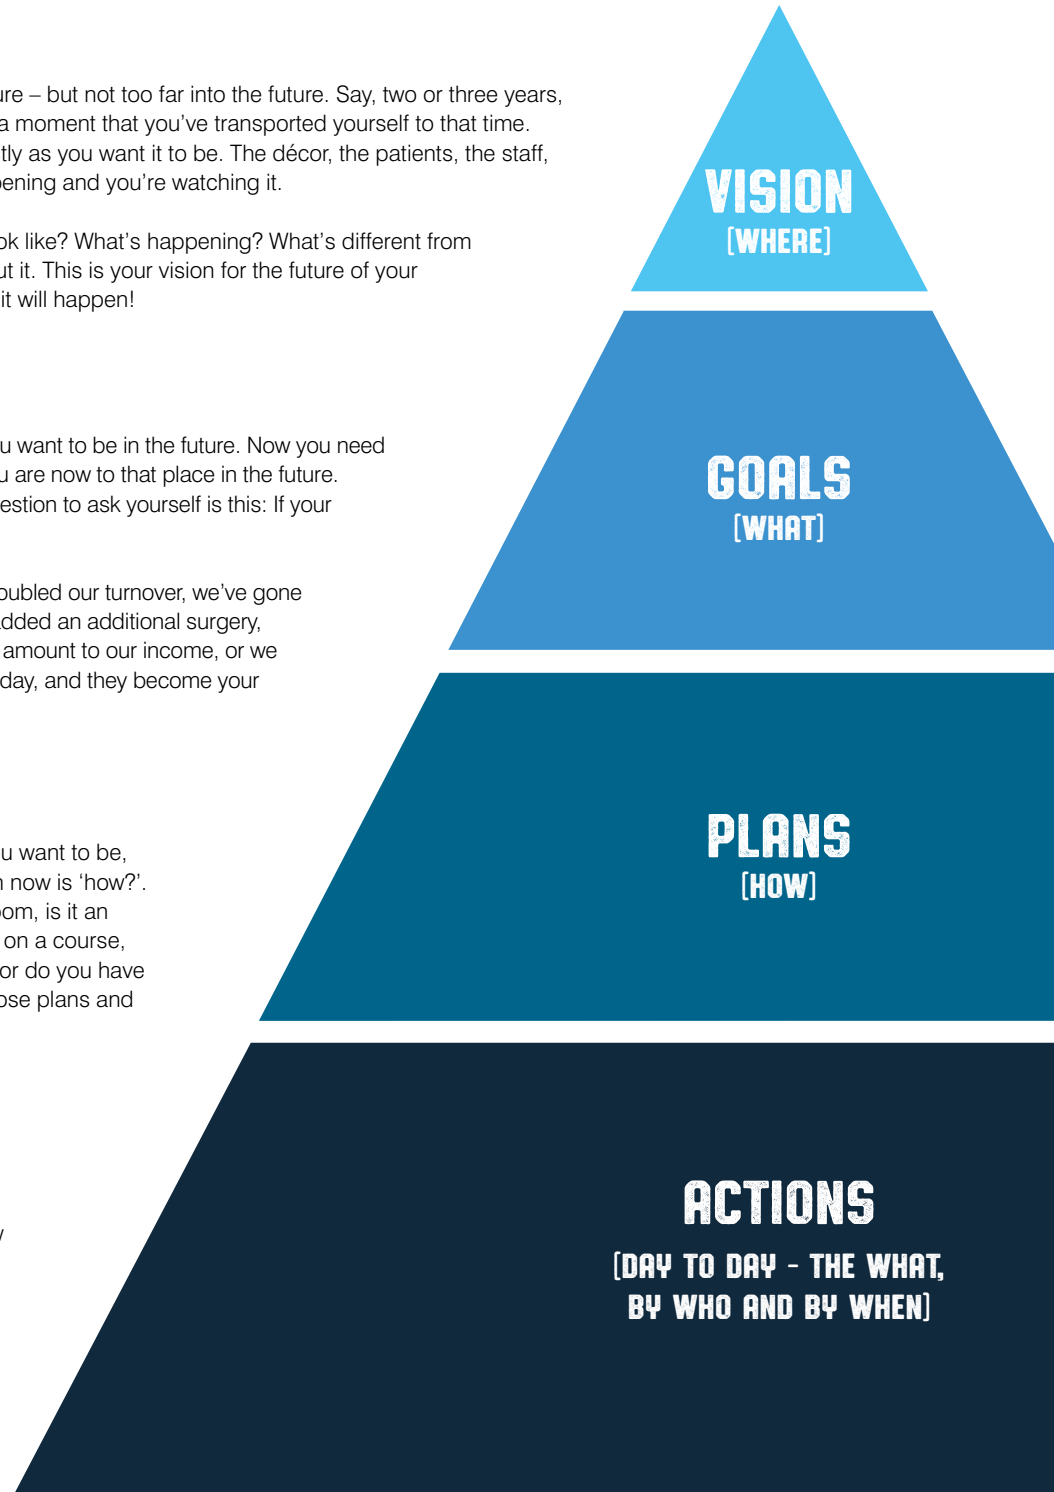 ure – but not too far into the future. Say, two or three years,
a moment that you’ve transported yourself to that time.
tly as you want it to be. The décor, the patients, the staff,
pening and you’re watching it.
ok like? What’s happening? What’s different from
ut it. This is your vision for the future of your
it will happen!
u want to be in the future. Now you need
u are now to that place in the future.
estion to ask yourself is this: If your
oubled our turnover, we’ve gone
added an additional surgery,
amount to our income, or we
day, and they become your
u want to be,
n now is ‘how?’.
oom, is it an
on a course,
or do you have
ose plans and
y
VISION
[WHERE]
GOALS
[WHAT]
PLANS
[HOW]
ACTIONS
[DAY TO DAY - THE WHAT,
BY WHO AND BY WHEN]